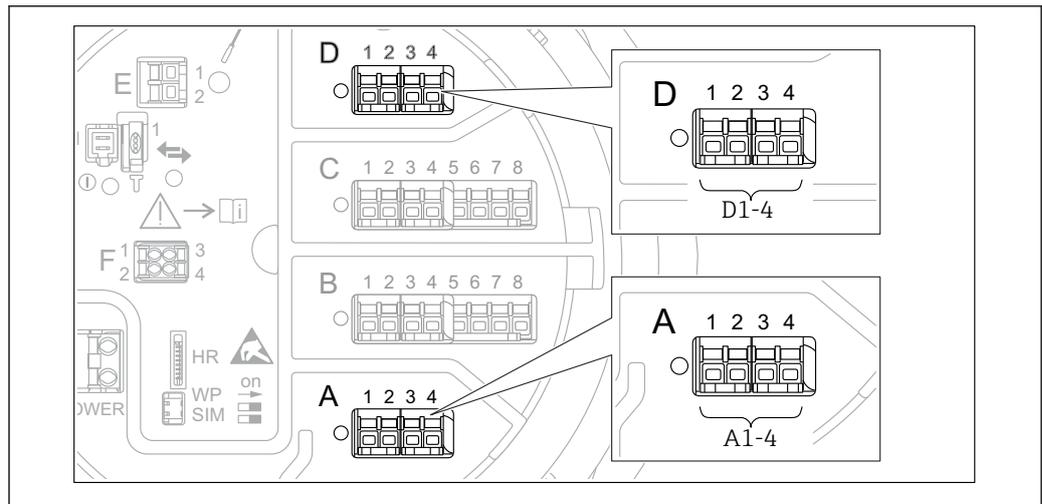 D 1 2 3 4
E 1
2
1
C 1 2 3 4 5 6 7 8
i
F 1 3
2 4
B 1 2 3 4 5 6 7 8
HR
WP on
SIM
OWER
A 1 2 3 4
D 1 2 3 4
D1-4
A 1 2 3 4
A1-4